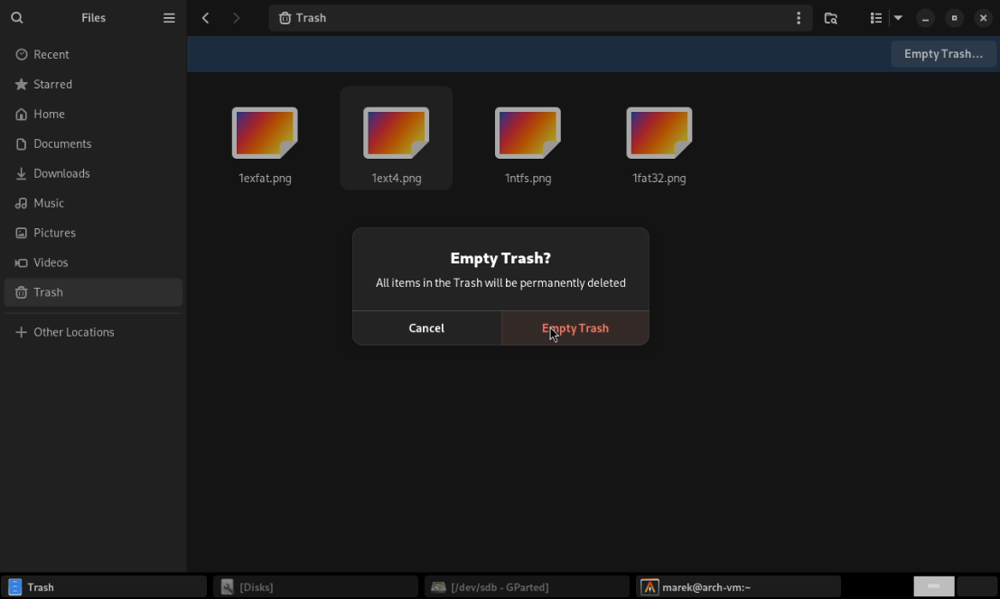 Files
Trash
Recent
Starred
Home
Documents
Downloads
Music
Pictures
Videos
Trash
Other Locations
Empty Trash...
1exfat.png
1ext4.png
1ntfs.png
1fat32.png
Empty Trash?
All items in the Trash will be permanently deleted
Cancel
Empty Trash
Trash
[Disks]
[/dev/sdb - GParted]
marek@arch-vm:~